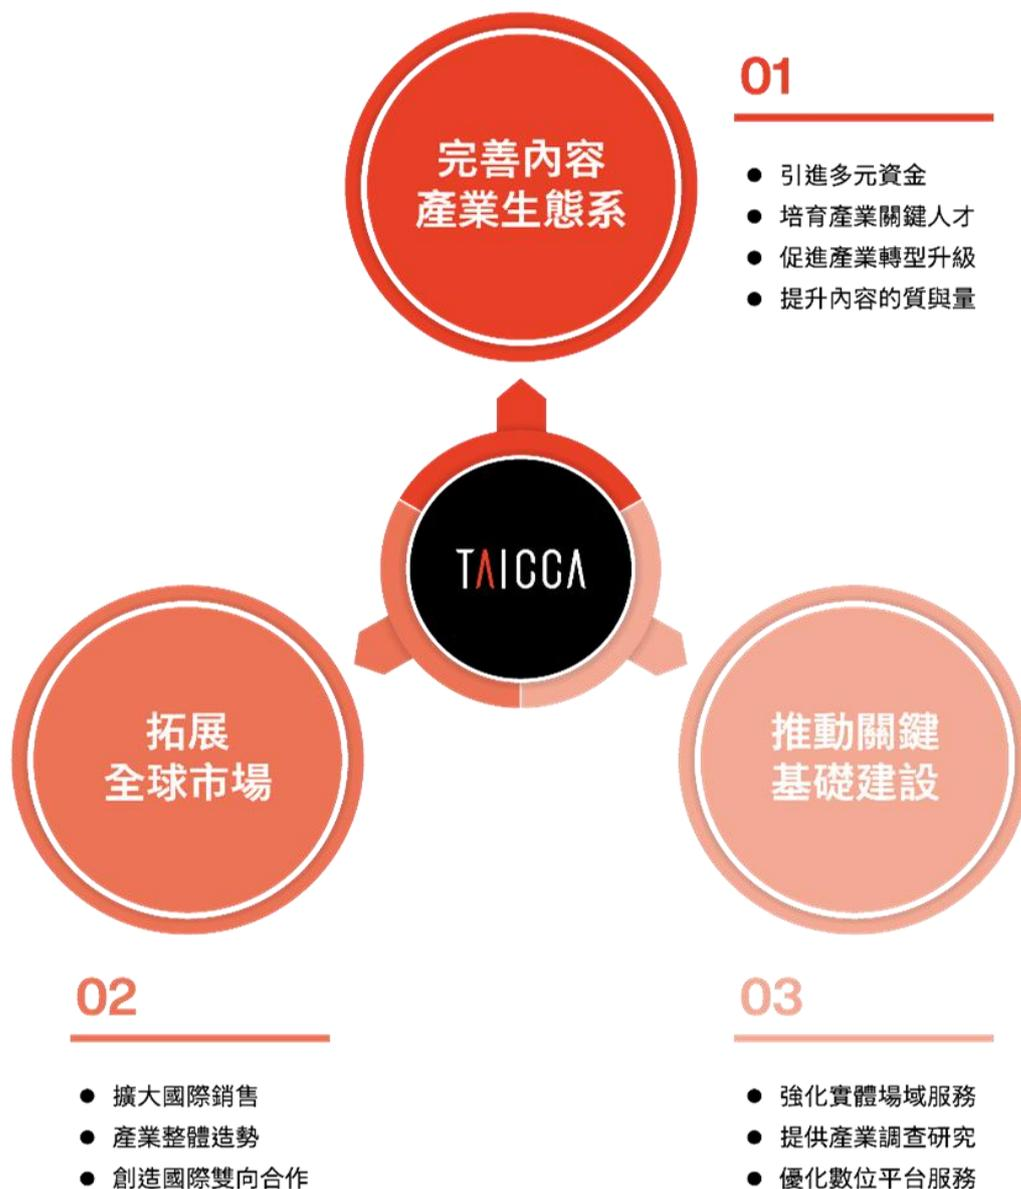 完善內容
產業生態系
01
引進多元資金
培育產業關鍵人才
促進產業轉型升級
提升內容的質與量
TAICCA
拓展
全球市場
02
擴大國際銷售
產業整體造勢
創造國際雙向合作
推動關鍵
基礎建設
03
強化實體場域服務
提供產業調查研究
優化數位平台服務